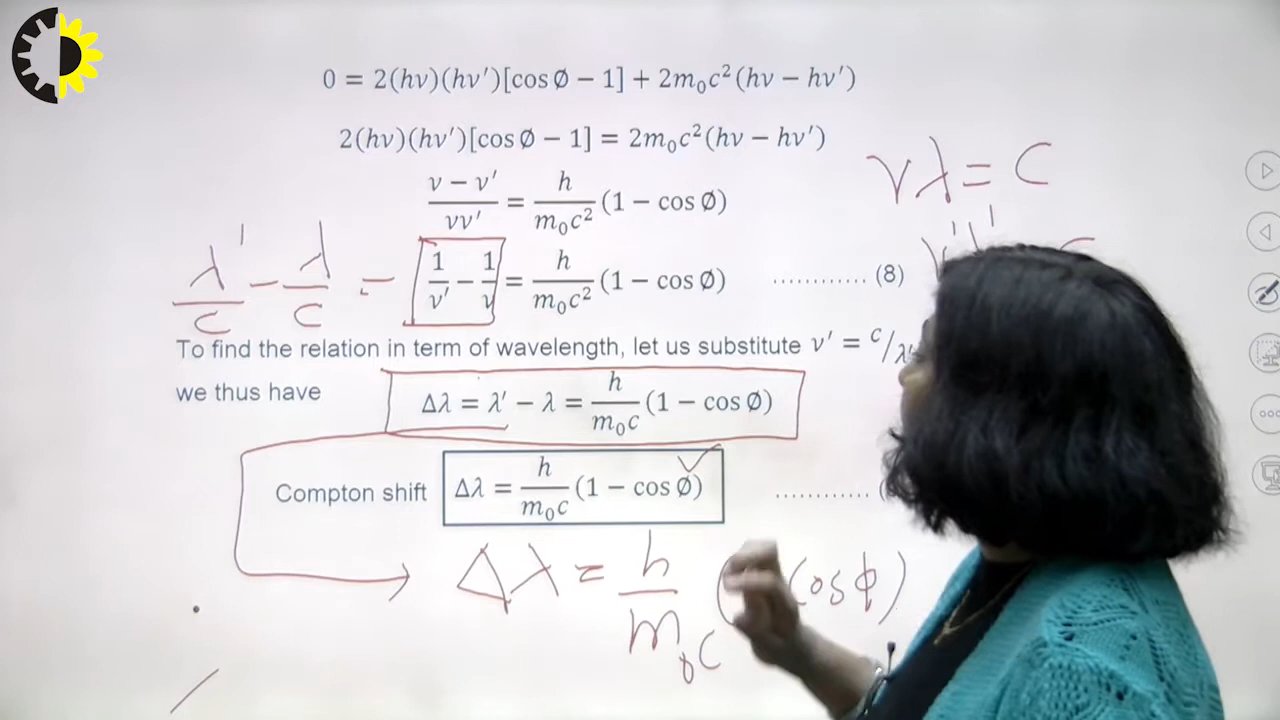 0 = 2(hν)(hν′)[cos Ø − 1] + 2m₀c²(hν − hν′)
2(hν)(hν′)[cos Ø − 1] = 2m₀c²(hν − hν′)
νλ = C
(ν − ν′)/(νν′) = h/(m₀c²) (1 − cos Ø)
ν′λ′ C
λ′/C − λ/C = 1/ν′ − 1/ν = h/(m₀c²) (1 − cos Ø) ............ (8)
To find the relation in term of wavelength, let us substitute ν′ = c/λ′
we thus have Δλ = λ′ − λ = h/(m₀c) (1 − cos Ø)
Compton shift Δλ = h/(m₀c) (1 − cos Ø) ............ (
Δλ = h/(m₀c) ( cos ϕ)